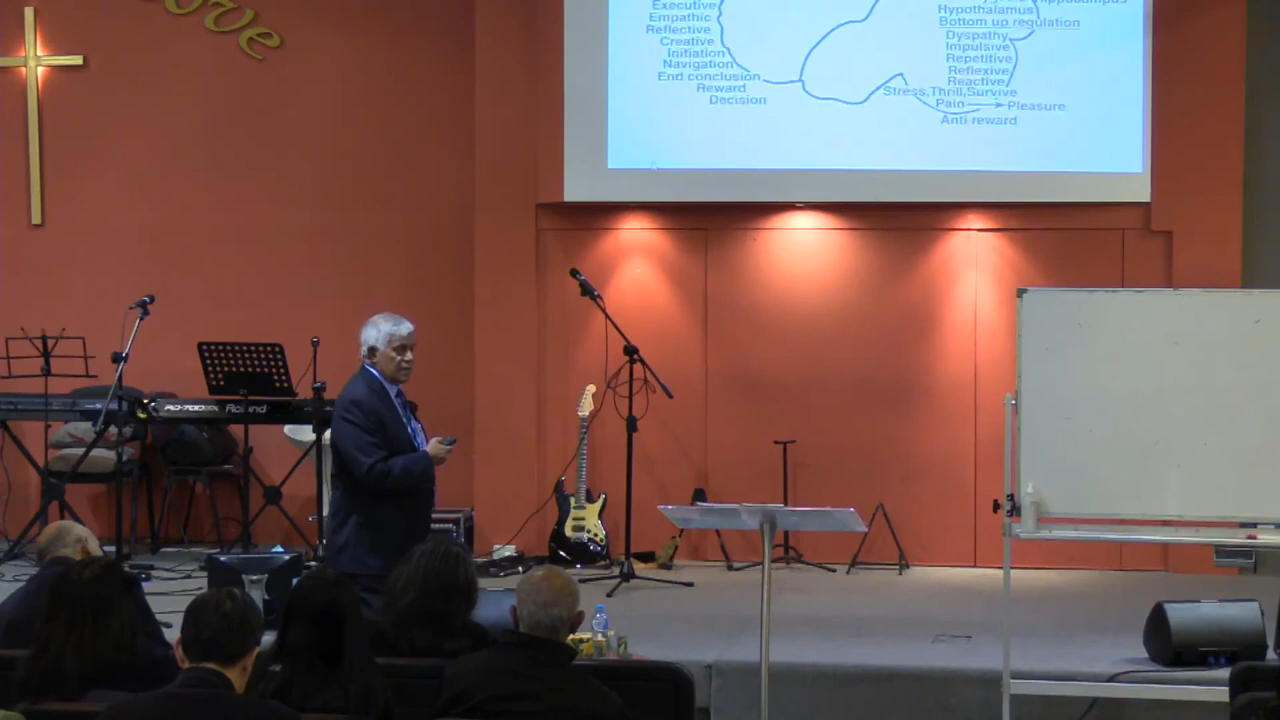 ove
Executive
Empathic
Reflective
Creative
Initiation
Navigation
End conclusion
Reward
Decision
Hypothalamus
Bottom up regulation
Dyspathy
Impulsive
Repetitive
Reflexive
Reactive
Stress,Thrill,Survive
Pain Pleasure
Anti reward
Roland